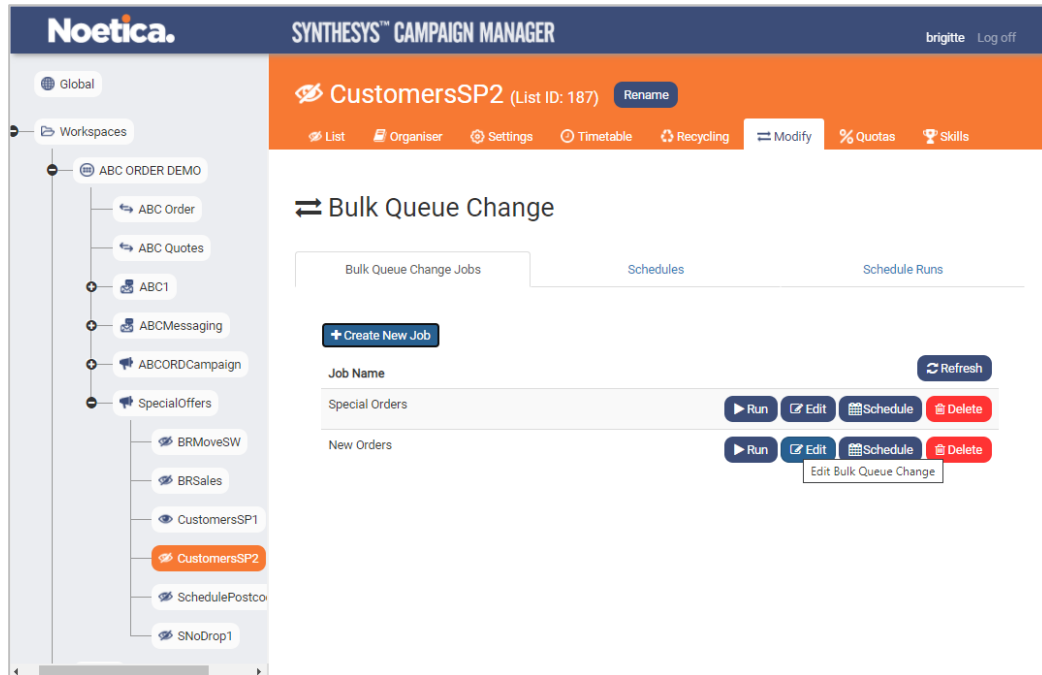 Noetica.
SYNTHESYS™ CAMPAIGN MANAGER
brigitte Log off
Global
Workspaces
ABC ORDER DEMO
ABC Order
ABC Quotes
ABC1
ABCMessaging
ABCORDCampaign
SpecialOffers
BRMoveSW
BRSales
CustomersSP1
CustomersSP2
SchedulePostco
SNoDrop1
CustomersSP2 (List ID: 187) Rename
List Organiser Settings Timetable Recycling Modify Quotas Skills
Bulk Queue Change
Bulk Queue Change Jobs Schedules Schedule Runs
Create New Job
Job Name Refresh
Special Orders Run Edit Schedule Delete
New Orders Run Edit Schedule Delete
Edit Bulk Queue Change